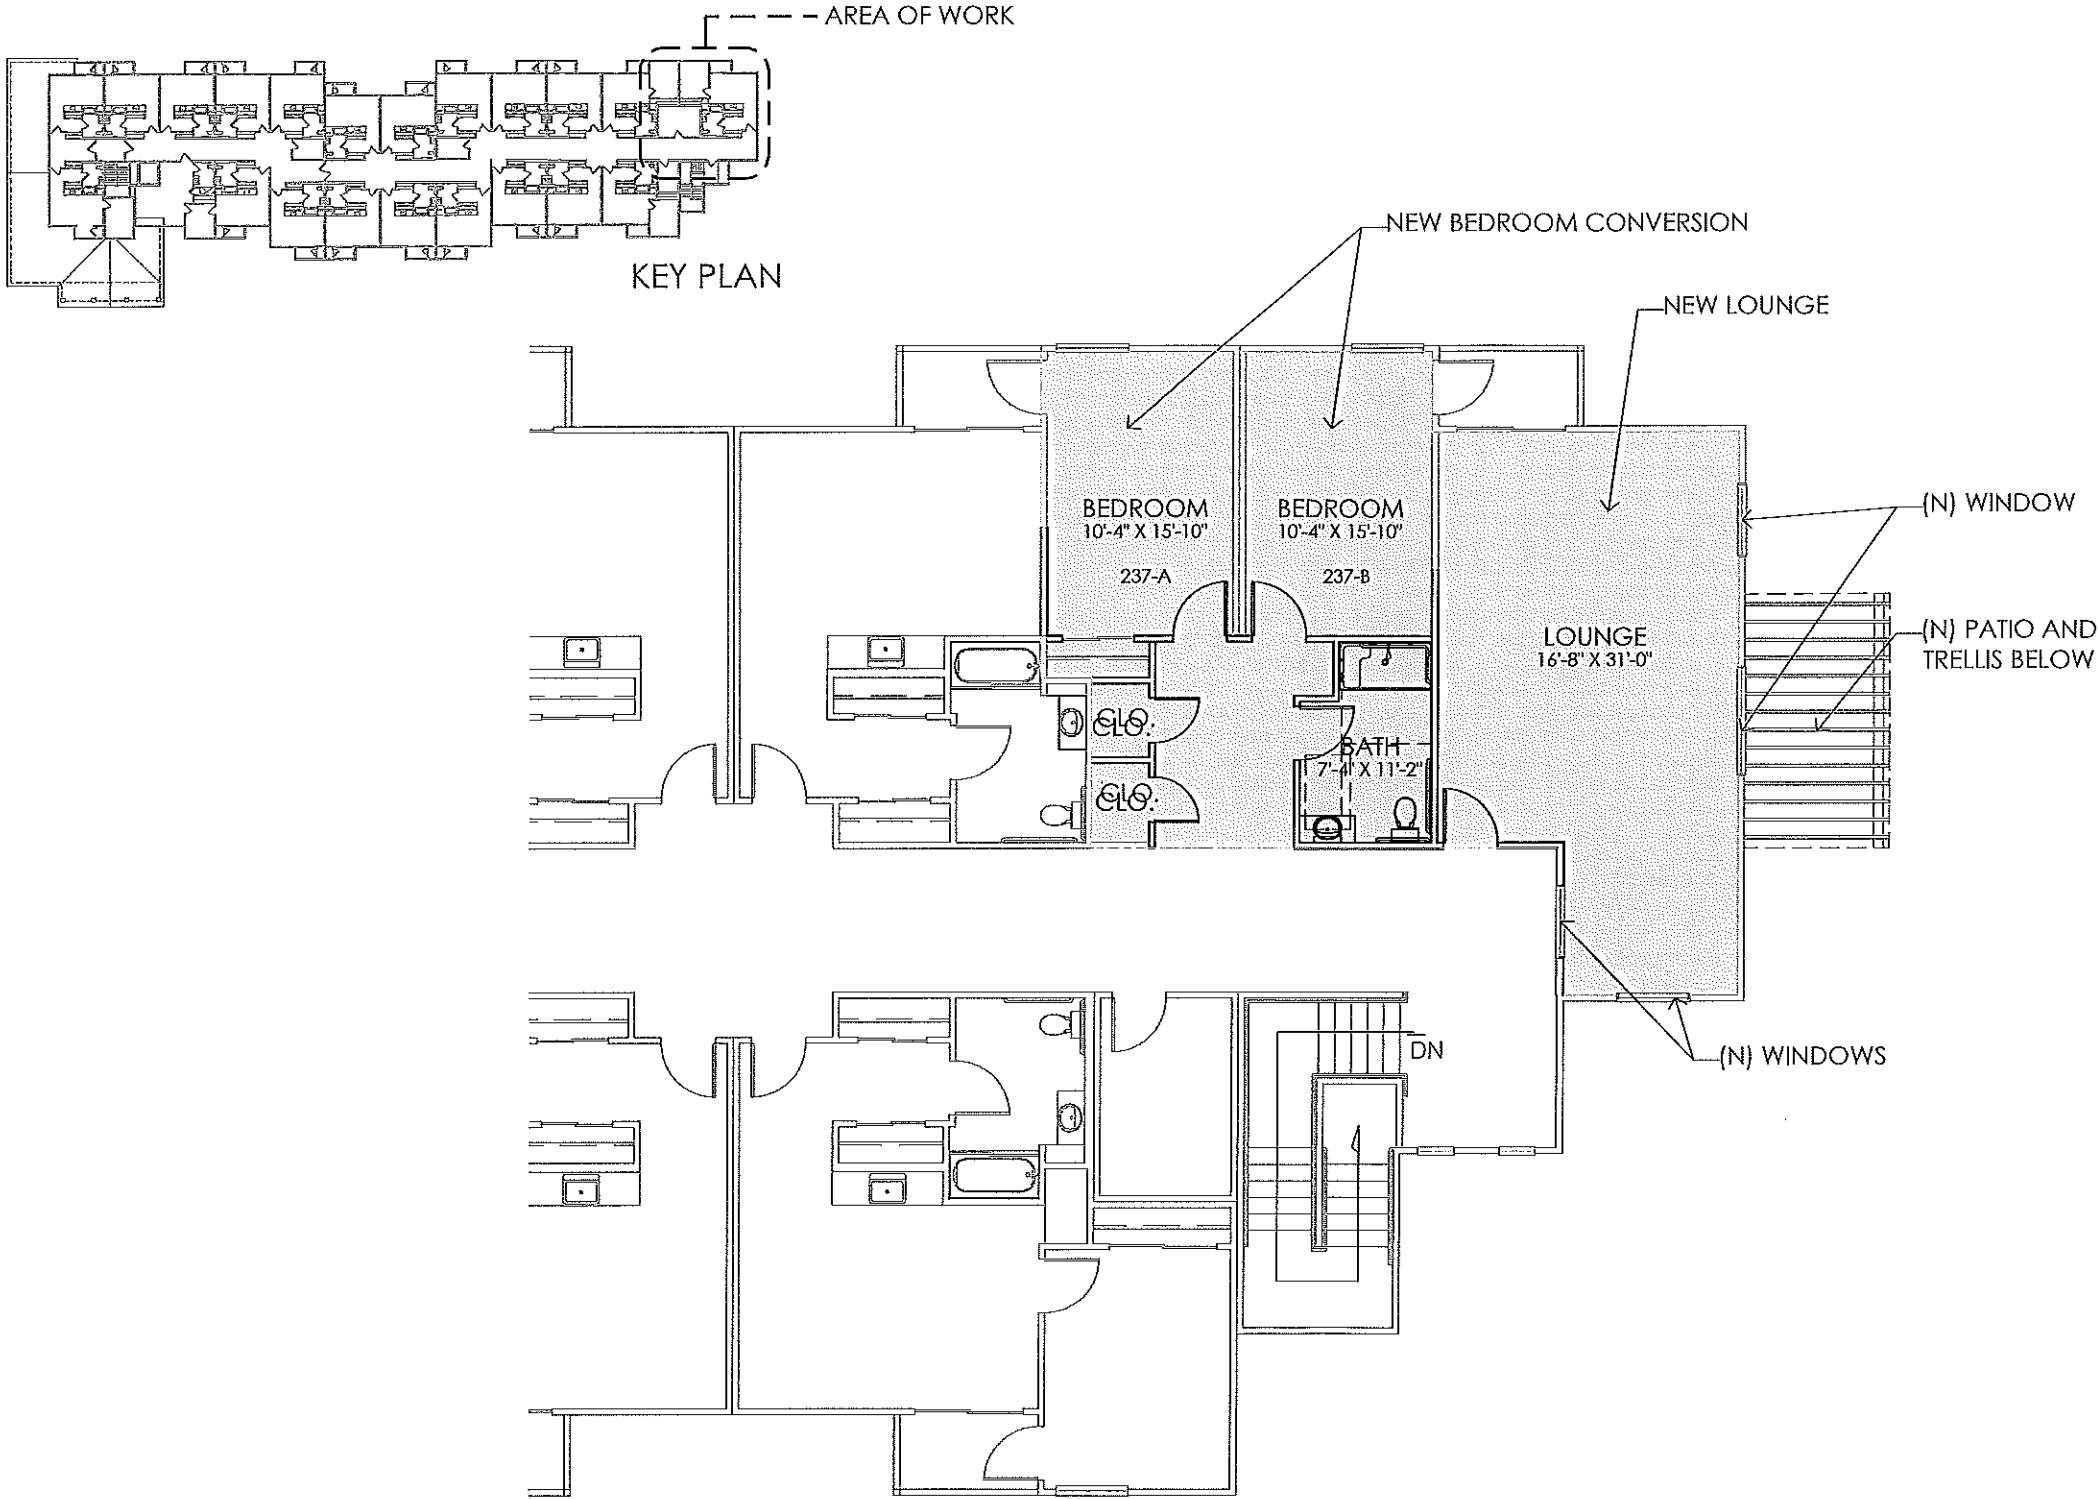 AREA OF WORK
KEY PLAN
NEW BEDROOM CONVERSION
NEW LOUNGE
BEDROOM
10'-4" X 15'-10"
237-A
BEDROOM
10'-4" X 15'-10"
237-B
(N) WINDOW
LOUNGE
16'-8" X 31'-0"
(N) PATIO AND
TRELLIS BELOW
CLO.
BATH
7'-4" X 11'-2"
CLO.
DN
(N) WINDOWS